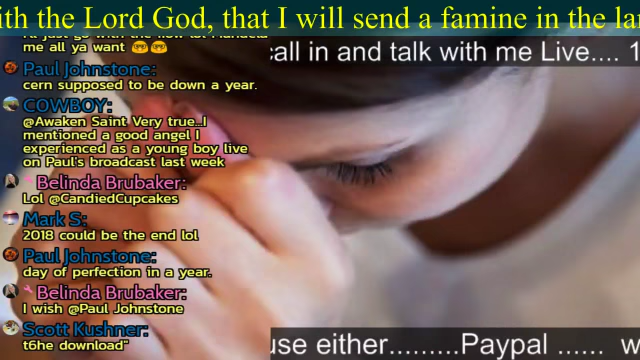 ith the Lord God, that I will send a famine in the la
me all ya want
call in and talk with me Live.... 1
Paul Johnstone:
cern supposed to be down a year.
COWBOY:
@Awaken Saint Very true...I
mentioned a good angel I
experienced as a young boy live
on Paul's broadcast last week
Belinda Brubaker:
Lol @CandiedCupcakes
Mark S:
2018 could be the end lol
Paul Johnstone:
day of perfection in a year.
Belinda Brubaker:
I wish @Paul Johnstone
Scott Kushner:
t6he download"
use either.........Paypal ...... w